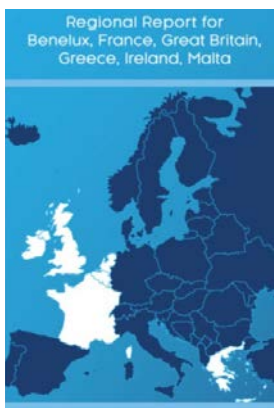 Regional Report for
Benelux, France, Great Britain,
Greece, Ireland, Malta